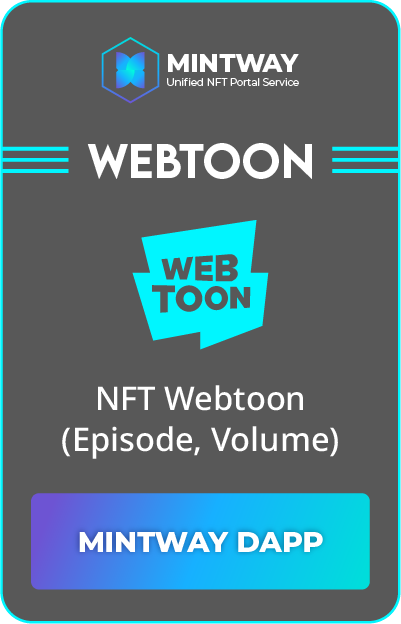 MINTWAY
Unified NFT Portal Service
WEBTOON
WEB
TOON
NFT Webtoon
(Episode, Volume)
MINTWAY DAPP